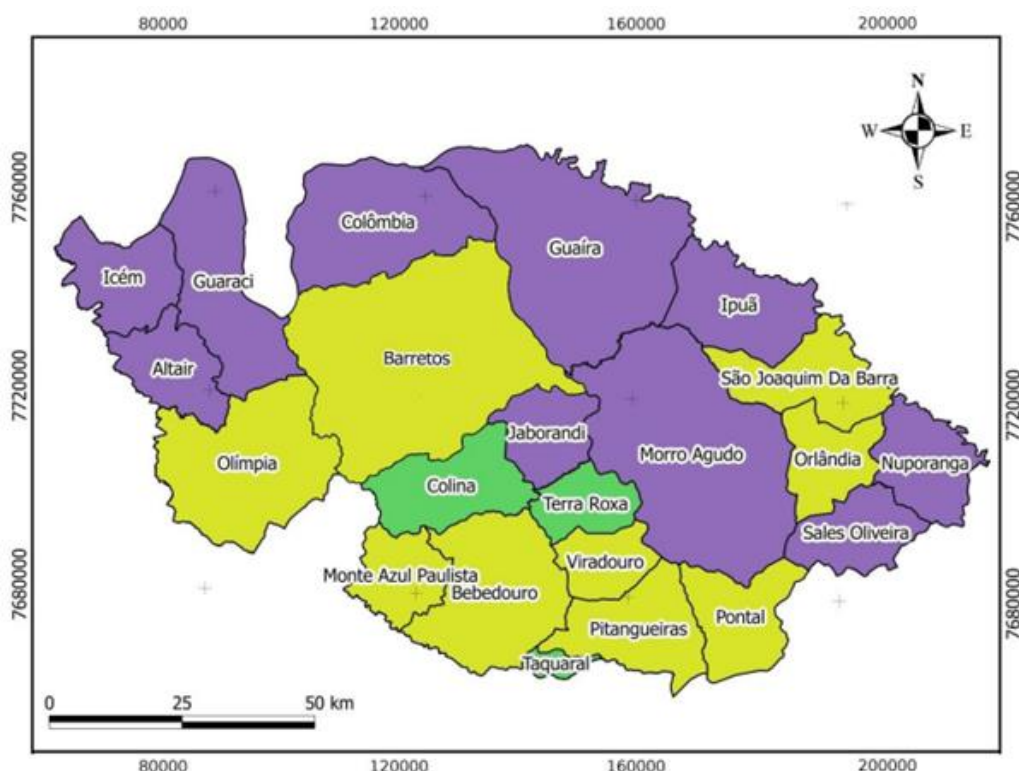 80000 120000 160000 200000
N
W E
S
7760000 7760000
Colômbia
Guaíra
Icém
Guaraci
Ipuã
Barretos
Altair
7720000 7720000
São Joaquim Da Barra
Jaborandi
Morro Agudo
Olímpia
Orlândia
Nuporanga
Colina
Terra Roxa
Sales Oliveira
Viradouro
Monte Azul Paulista
7680000 7680000
Bebedouro
Pontal
Pitangueiras
Taquaral
0 25 50 km
80000 120000 160000 200000